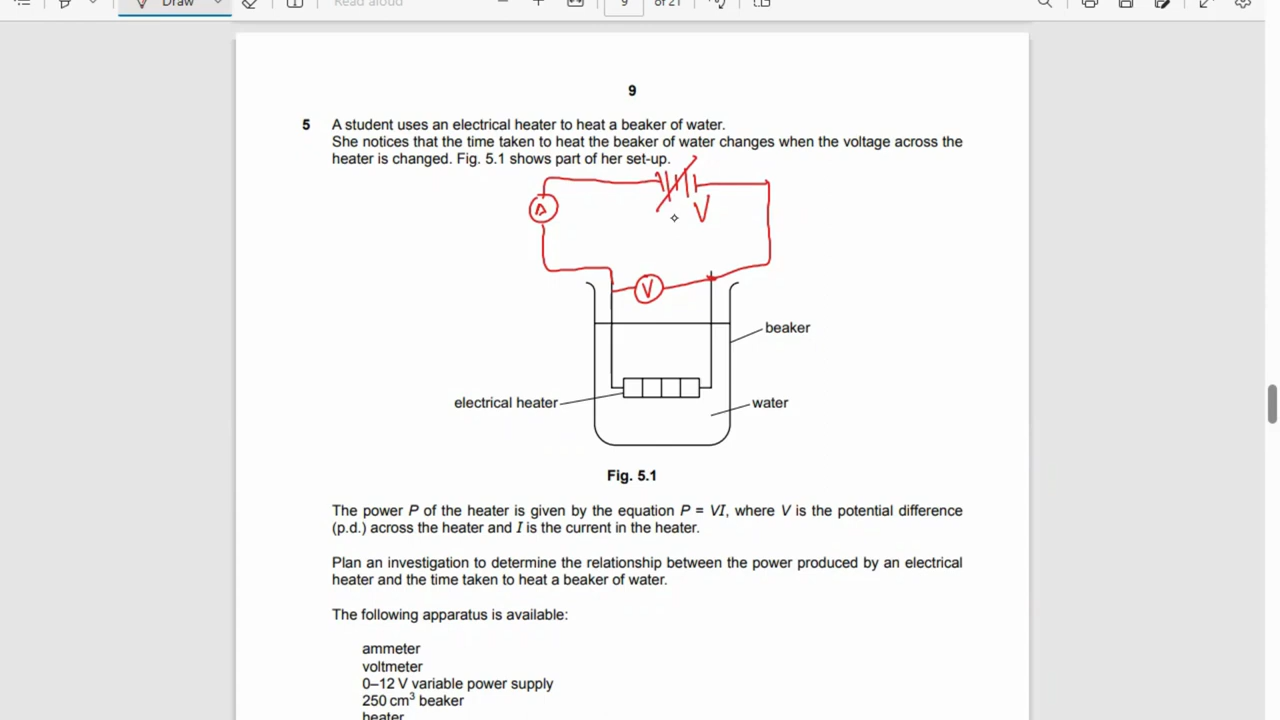 Draw
Read aloud
9
of 21
9
5 A student uses an electrical heater to heat a beaker of water.
She notices that the time taken to heat the beaker of water changes when the voltage across the
heater is changed. Fig. 5.1 shows part of her set-up.
A
V
V
beaker
electrical heater
water
Fig. 5.1
The power P of the heater is given by the equation P = VI, where V is the potential difference
(p.d.) across the heater and I is the current in the heater.
Plan an investigation to determine the relationship between the power produced by an electrical
heater and the time taken to heat a beaker of water.
The following apparatus is available:
ammeter
voltmeter
0–12 V variable power supply
250 cm³ beaker
heater